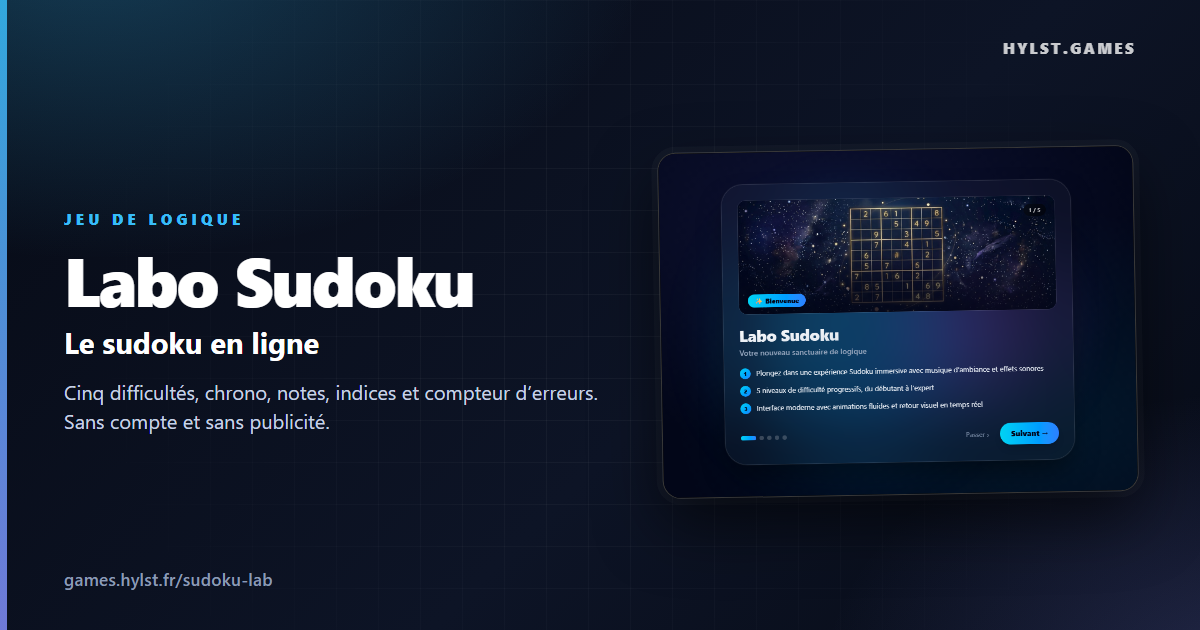 HYLST.GAMES
JEU DE LOGIQUE
Labo Sudoku
Le sudoku en ligne
Cinq difficultés, chrono, notes, indices et compteur d’erreurs.
Sans compte et sans publicité.
games.hylst.fr/sudoku-lab
1 / 5
Bienvenue
Labo Sudoku
Votre nouveau sanctuaire de logique
1 Plongez dans une expérience Sudoku immersive avec musique d'ambiance et effets sonores
2 5 niveaux de difficulté progressifs, du débutant à l'expert
3 Interface moderne avec animations fluides et retour visuel en temps réel
Passer ›
Suivant →